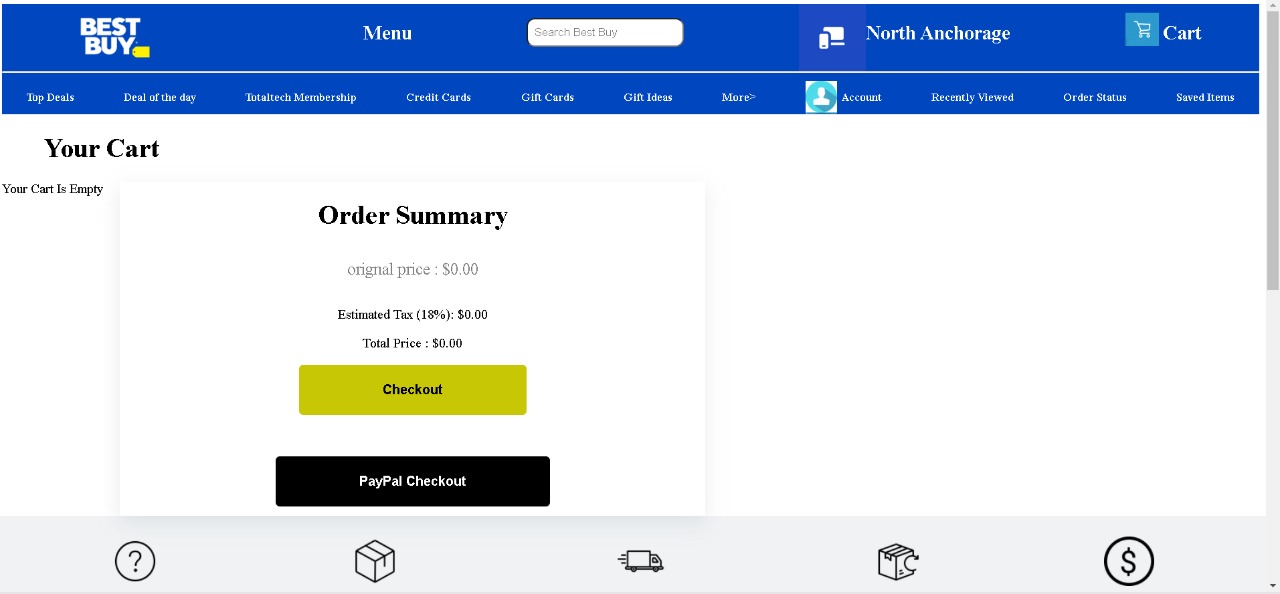 BEST BUY
Menu
Search Best Buy
North Anchorage
Cart
Top Deals
Deal of the day
Totaltech Membership
Credit Cards
Gift Cards
Gift Ideas
More>
Account
Recently Viewed
Order Status
Saved Items
Your Cart
Your Cart Is Empty
Order Summary
orignal price : $0.00
Estimated Tax (18%): $0.00
Total Price : $0.00
Checkout
PayPal Checkout